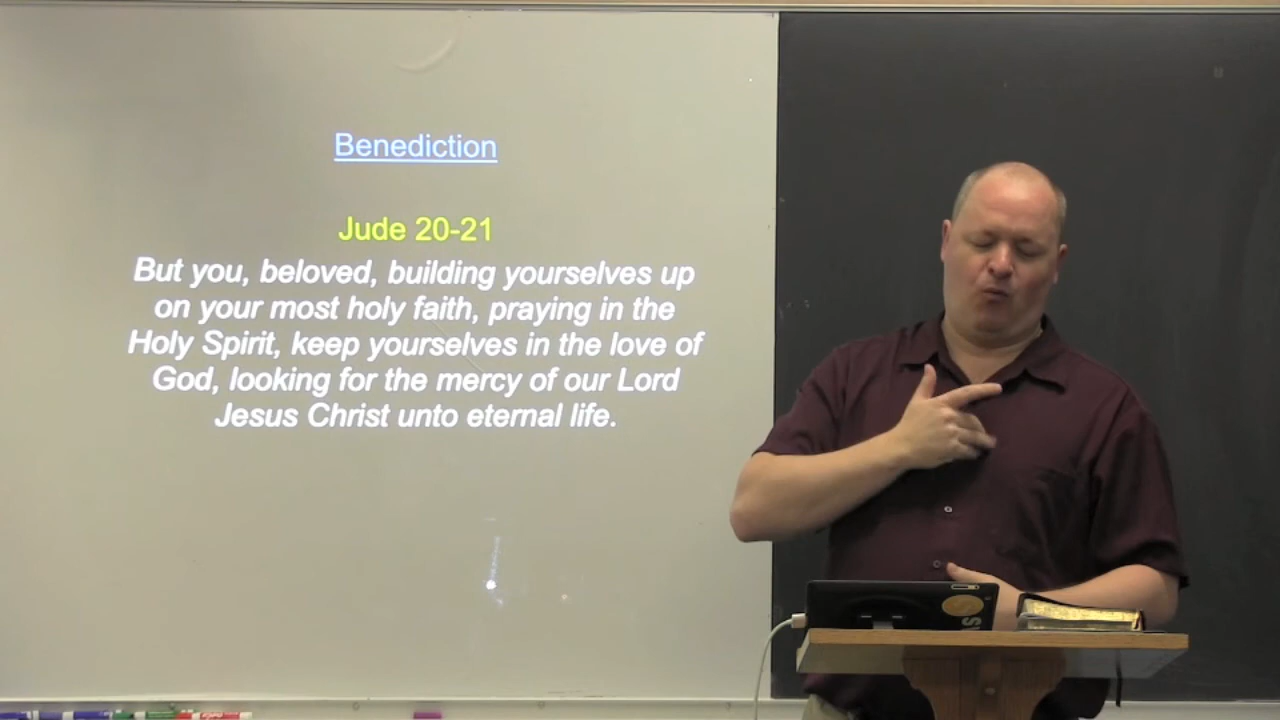 Benediction
Jude 20-21
But you, beloved, building yourselves up
on your most holy faith, praying in the
Holy Spirit, keep yourselves in the love of
God, looking for the mercy of our Lord
Jesus Christ unto eternal life.